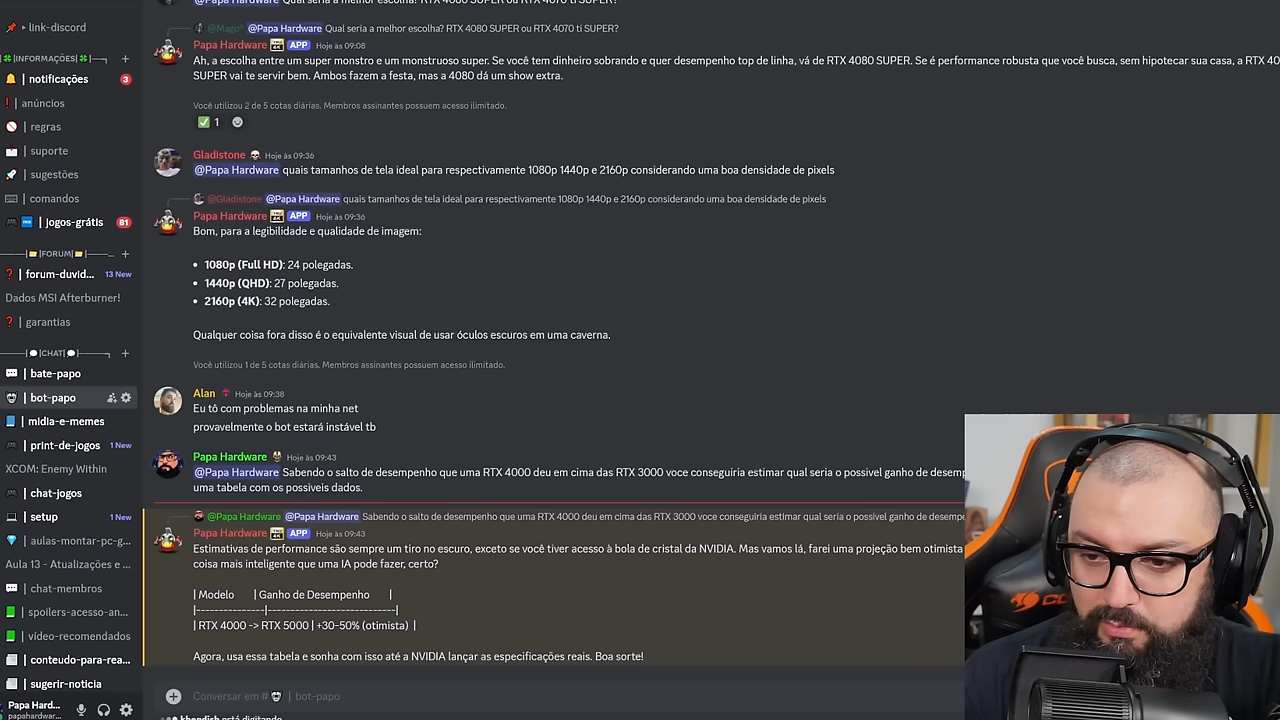 link-discord
|INFORMAÇÕES|
notificações 3
| anúncios
| regras
| suporte
| sugestões
| comandos
| jogos-grátis 81
|FORUM|
| forum-duvid... 13 New
Dados MSI Afterburner!
| garantias
|CHAT|
| bate-papo
| bot-papo
| midia-e-memes
| print-de-jogos 1 New
XCOM: Enemy Within
| chat-jogos
| setup 1 New
| aulas-montar-pc-g...
Aula 13 - Atualizações e ...
| chat-membros
| spoilers-acesso-an...
| vídeo-recomendados
| conteudo-para-rea...
| sugerir-noticia
Papa Hard...
papahardwar...
@Mago @Papa Hardware Qual seria a melhor escolha? RTX 4080 SUPER ou RTX 4070 ti SUPER?
Papa Hardware APP Hoje às 09:08
Ah, a escolha entre um super monstro e um monstruoso super. Se você tem dinheiro sobrando e quer desempenho top de linha, vá de RTX 4080 SUPER. Se é performance robusta que você busca, sem hipotecar sua casa, a RTX 40
SUPER vai te servir bem. Ambos fazem a festa, mas a 4080 dá um show extra.
Você utilizou 2 de 5 cotas diárias. Membros assinantes possuem acesso ilimitado.
1
Gladistone Hoje às 09:36
@Papa Hardware quais tamanhos de tela ideal para respectivamente 1080p 1440p e 2160p considerando uma boa densidade de pixels
@Gladistone @Papa Hardware quais tamanhos de tela ideal para respectivamente 1080p 1440p e 2160p considerando uma boa densidade de pixels
Papa Hardware APP Hoje às 09:36
Bom, para a legibilidade e qualidade de imagem:
• 1080p (Full HD): 24 polegadas.
• 1440p (QHD): 27 polegadas.
• 2160p (4K): 32 polegadas.
Qualquer coisa fora disso é o equivalente visual de usar óculos escuros em uma caverna.
Você utilizou 1 de 5 cotas diárias. Membros assinantes possuem acesso ilimitado.
Alan Hoje às 09:38
Eu tô com problemas na minha net
provavelmente o bot estará instável tb
Papa Hardware Hoje às 09:43
@Papa Hardware Sabendo o salto de desempenho que uma RTX 4000 deu em cima das RTX 3000 voce conseguiria estimar qual seria o possivel ganho de desemp
uma tabela com os possiveis dados.
@Papa Hardware @Papa Hardware Sabendo o salto de desempenho que uma RTX 4000 deu em cima das RTX 3000 voce conseguiria estimar qual seria o possivel ganho de desempe
Papa Hardware APP Hoje às 09:43
Estimativas de performance são sempre um tiro no escuro, exceto se você tiver acesso à bola de cristal da NVIDIA. Mas vamos lá, farei uma projeção bem otimista
coisa mais inteligente que uma IA pode fazer, certo?
| Modelo | Ganho de Desempenho |
|---------------|----------------------------|
| RTX 4000 -> RTX 5000 | +30-50% (otimista) |
Agora, usa essa tabela e sonha com isso até a NVIDIA lançar as especificações reais. Boa sorte!
Conversar em # | bot-papo
está digitando